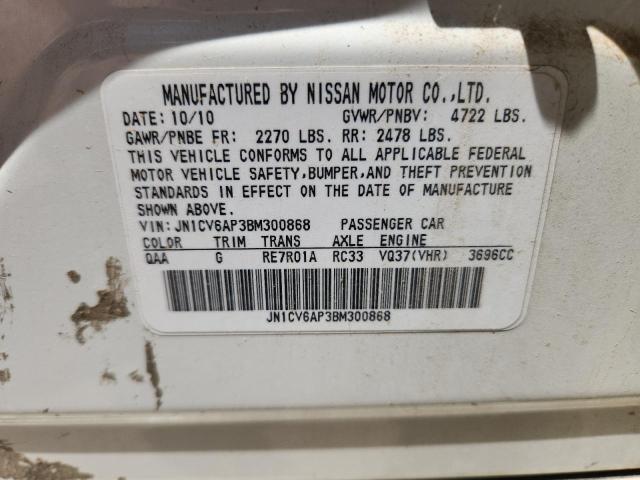 MANUFACTURED BY NISSAN MOTOR CO.,LTD.
DATE: 10/10 GVWR/PNBV: 4722 LBS.
GAWR/PNBE FR: 2270 LBS. RR: 2478 LBS.
THIS VEHICLE CONFORMS TO ALL APPLICABLE FEDERAL
MOTOR VEHICLE SAFETY,BUMPER,AND THEFT PREVENTION
STANDARDS IN EFFECT ON THE DATE OF MANUFACTURE
SHOWN ABOVE.
VIN: JN1CV6AP3BM300868 PASSENGER CAR
COLOR TRIM TRANS AXLE ENGINE
QAA G RE7R01A RC33 VQ37(VHR) 3696CC
JN1CV6AP3BM300868